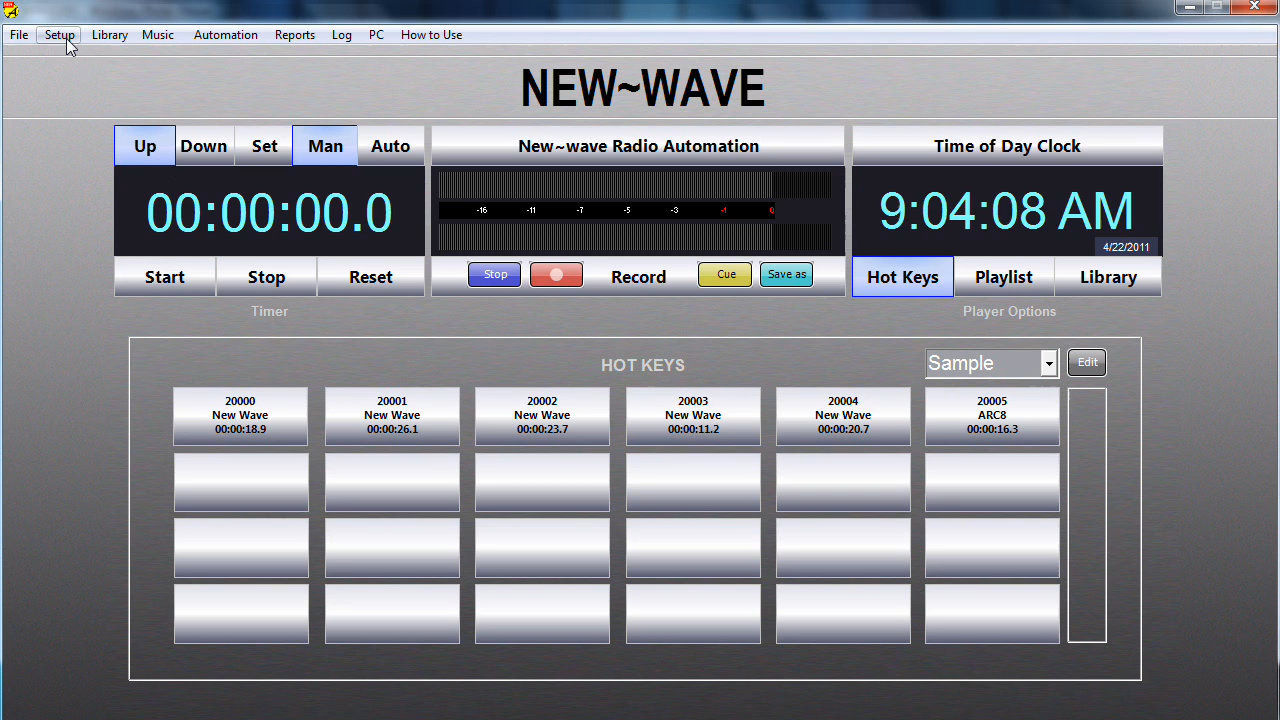 File Setup Library Music Automation Reports Log PC How to Use
NEW~WAVE
Up Down Set Man Auto
New~wave Radio Automation
Time of Day Clock
00:00:00.0
-16 -11 -7 -5 -3 -1 0
9:04:08 AM
4/22/2011
Start Stop Reset
Stop Record Cue Save as
Hot Keys Playlist Library
Timer
Player Options
HOT KEYS
Sample
Edit
20000
New Wave
00:00:18.9
20001
New Wave
00:00:26.1
20002
New Wave
00:00:23.7
20003
New Wave
00:00:11.2
20004
New Wave
00:00:20.7
20005
ARC8
00:00:16.3